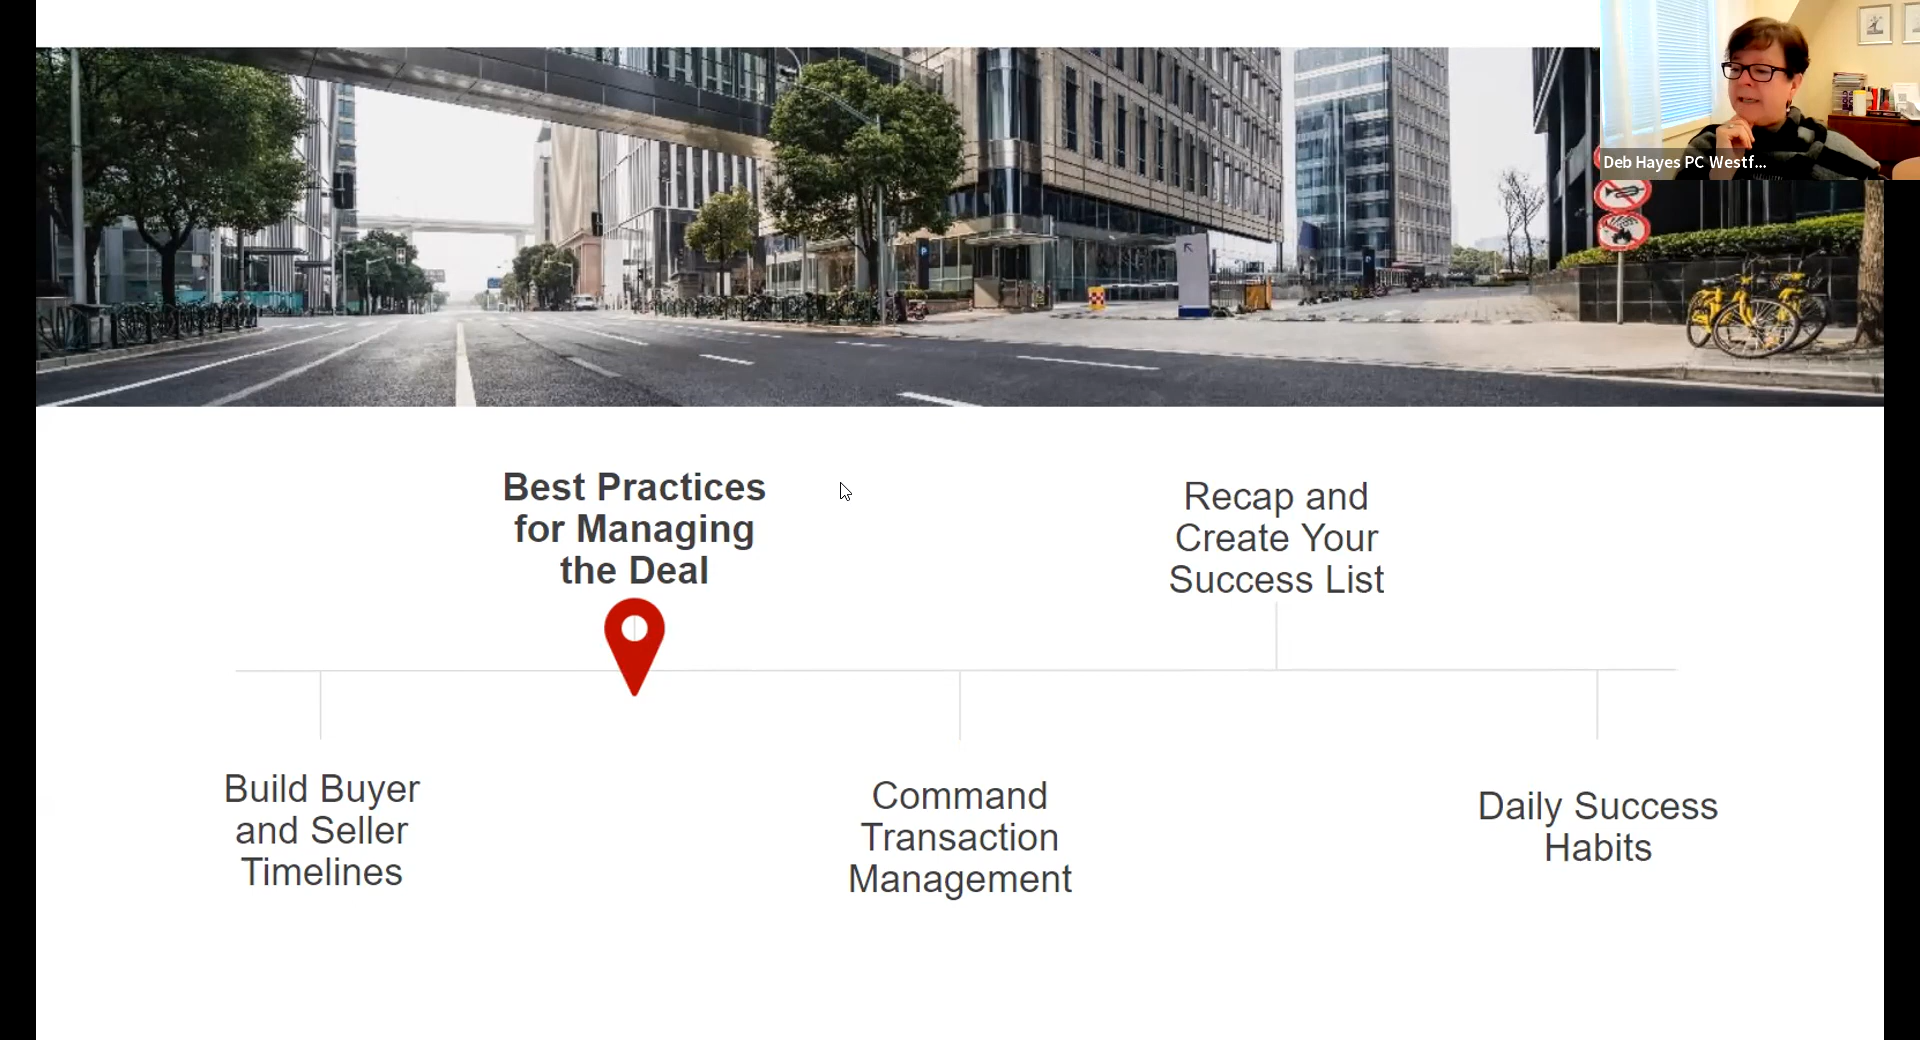 Deb Hayes PC Westf...
Best Practices
for Managing
the Deal
Recap and
Create Your
Success List
Build Buyer
and Seller
Timelines
Command
Transaction
Management
Daily Success
Habits